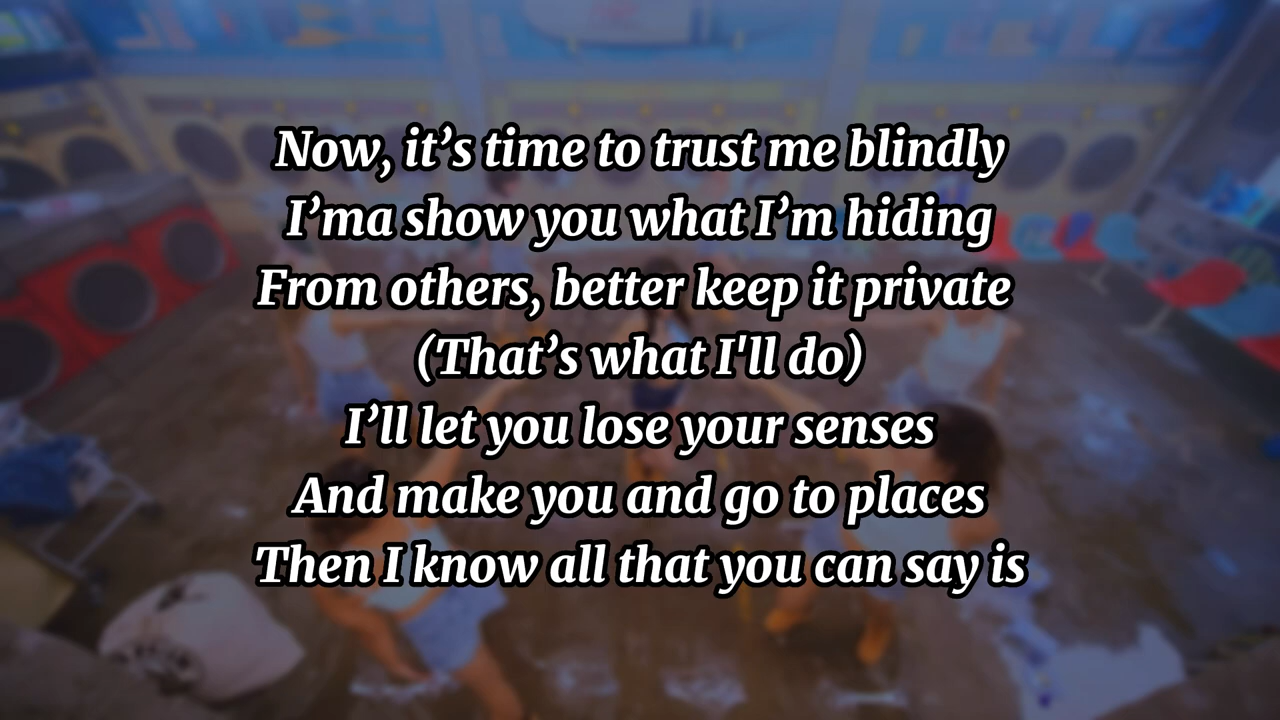 Now, it’s time to trust me blindly
I’ma show you what I’m hiding
From others, better keep it private
(That’s what I'll do)
I’ll let you lose your senses
And make you and go to places
Then I know all that you can say is